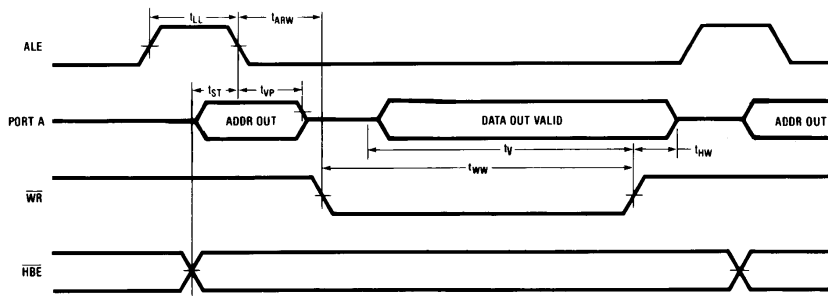 tLL
tARW
ALE
tST
tVP
PORT A
ADDR OUT
DATA OUT VALID
ADDR OUT
tV
tHW
tWW
WR
HBE